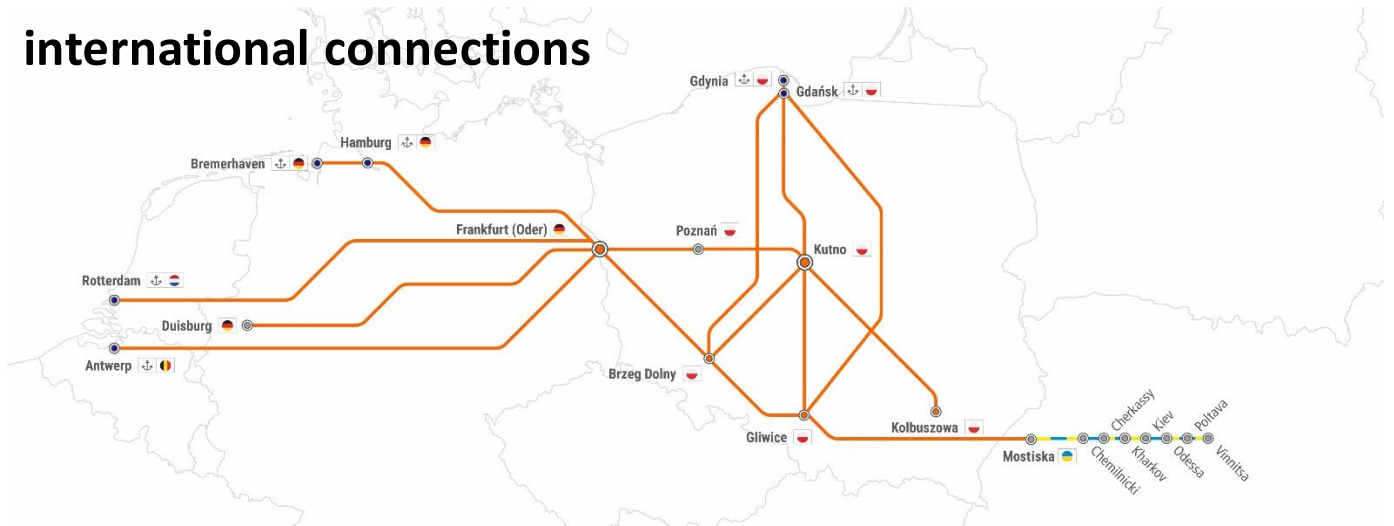 international connections
Gdynia
Gdańsk
Hamburg
Bremerhaven
Frankfurt (Oder)
Poznań
Kutno
Rotterdam
Duisburg
Antwerp
Brzeg Dolny
Gliwice
Kolbuszowa
Mostiska
Chemilnicki
Cherkassy
Kharkov
Kiev
Odessa
Poltava
Vinnitsa